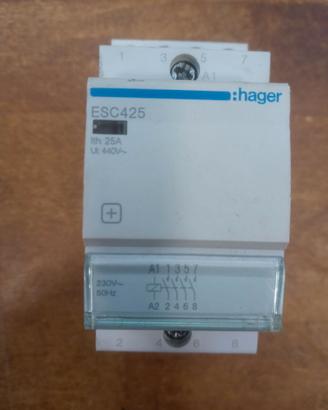 1 3 5 7
A1
:hager
ESC425
Ith: 25A
Ui: 440V~
A1 1 3 5 7
230V~
50Hz
A2 2 4 6 8
2 4 6 8